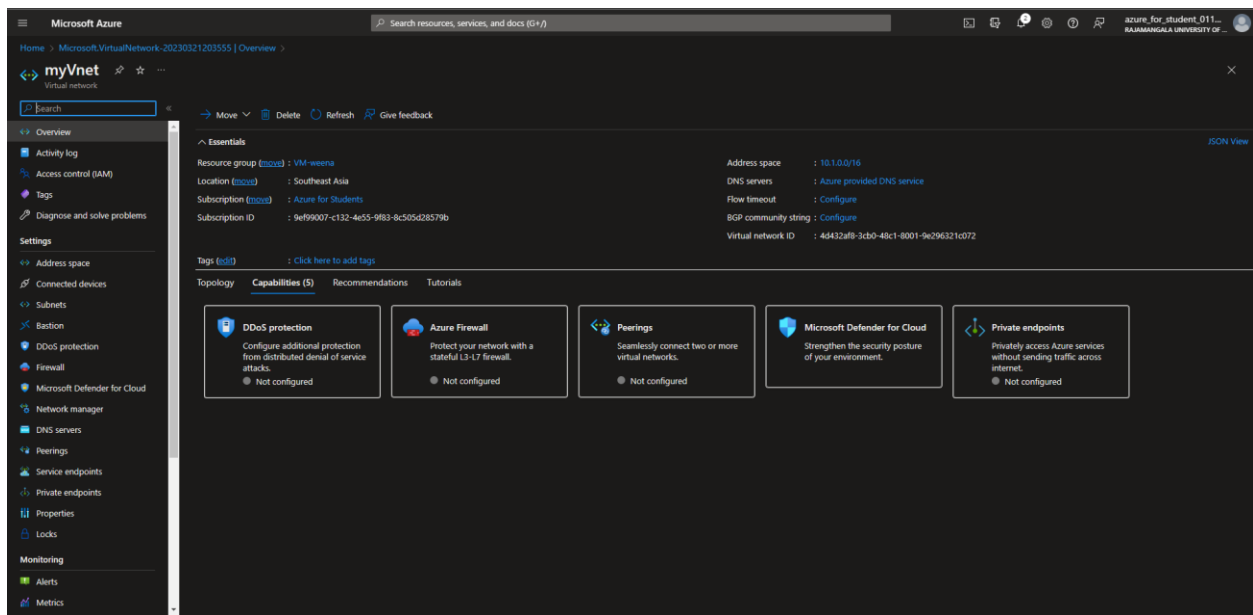 Microsoft Azure
Search resources, services, and docs (G+/)
2
azure_for_student_011...
RAJAMANGALA UNIVERSITY OF ...
Home > Microsoft.VirtualNetwork-20230321203555 | Overview >
myVnet
Virtual network
Search
«
Move
Delete
Refresh
Give feedback
Overview
Activity log
Access control (IAM)
Tags
Diagnose and solve problems
Settings
Address space
Connected devices
Subnets
Bastion
DDoS protection
Firewall
Microsoft Defender for Cloud
Network manager
DNS servers
Peerings
Service endpoints
Private endpoints
Properties
Locks
Monitoring
Alerts
Metrics
Essentials
JSON View
Resource group (move) : VM-weena
Location (move) : Southeast Asia
Subscription (move) : Azure for Students
Subscription ID : 9ef99007-c132-4e55-9f83-8c505d28579b
Address space : 10.1.0.0/16
DNS servers : Azure provided DNS service
Flow timeout : Configure
BGP community string : Configure
Virtual network ID : 4d432af8-3cb0-48c1-8001-9e296321c072
Tags (edit) : Click here to add tags
Topology
Capabilities (5)
Recommendations
Tutorials
DDoS protection
Configure additional protection
from distributed denial of service
attacks.
Not configured
Azure Firewall
Protect your network with a
stateful L3-L7 firewall.
Not configured
Peerings
Seamlessly connect two or more
virtual networks.
Not configured
Microsoft Defender for Cloud
Strengthen the security posture
of your environment.
Private endpoints
Privately access Azure services
without sending traffic across
internet.
Not configured